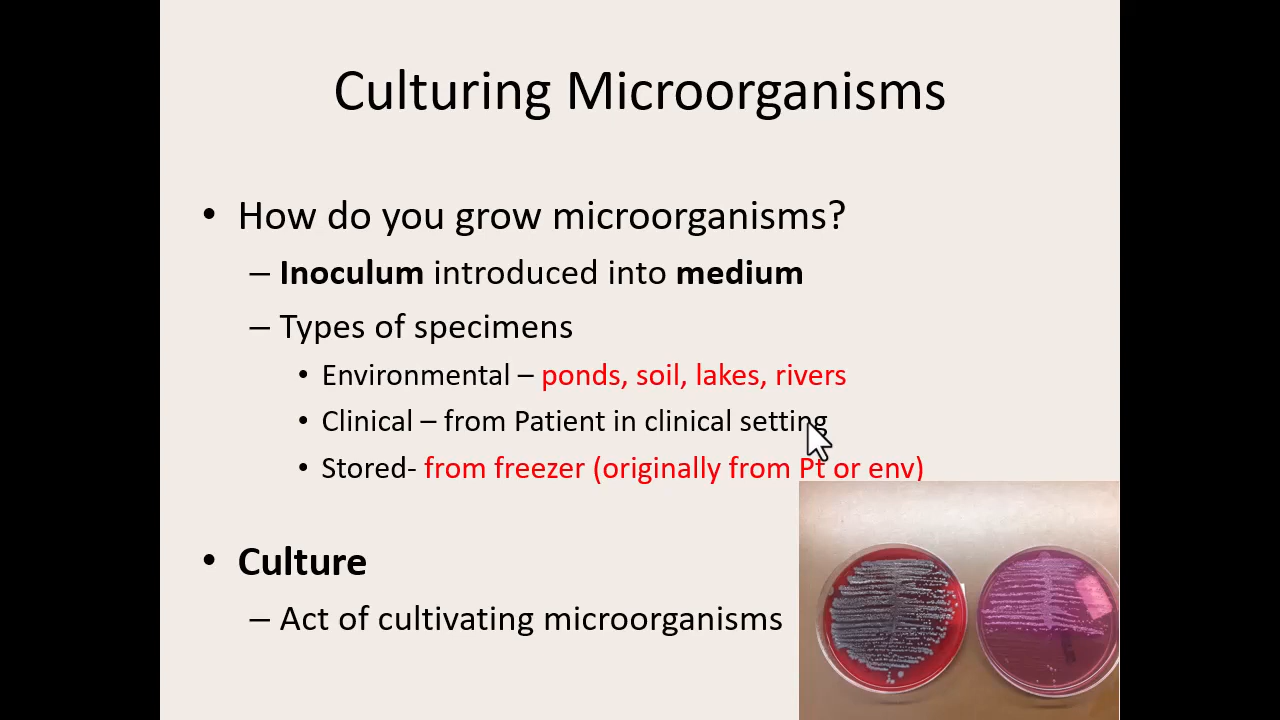 Culturing Microorganisms
• How do you grow microorganisms?
– Inoculum introduced into medium
– Types of specimens
• Environmental – ponds, soil, lakes, rivers
• Clinical – from Patient in clinical setting
• Stored- from freezer (originally from Pt or env)
• Culture
– Act of cultivating microorganisms